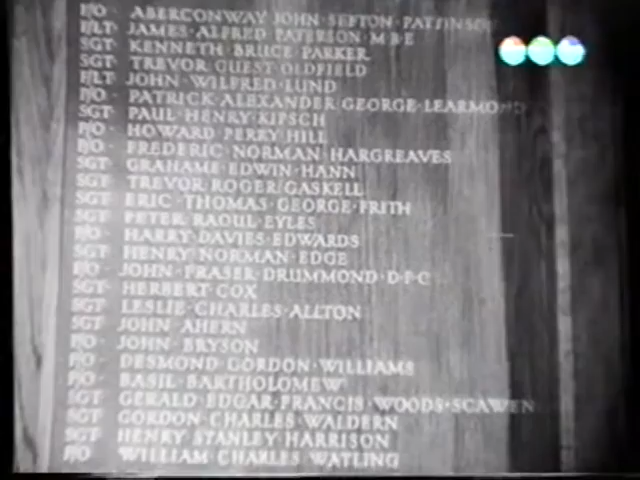 F/O · ABERCONWAY · JOHN · SEFTON · PATTINSON
F/LT · JAMES · ALFRED · PATERSON · M·B·E
SGT · KENNETH · BRUCE · PARKER
SGT · TREVOR · GUEST · OLDFIELD
F/LT · JOHN · WILFRED · LUND
P/O · PATRICK · ALEXANDER · GEORGE · LEARMOND
SGT · PAUL · HENRY · KIPSCH
P/O · HOWARD · PERRY · HILL
P/O · FREDERIC · NORMAN · HARGREAVES
SGT · GRAHAME · EDWIN · HANN
SGT · TREVOR · ROGER · GASKELL
SGT · ERIC · THOMAS · GEORGE · FRITH
SGT · PETER · RAOUL · EYLES
P/O · HARRY · DAVIES · EDWARDS
SGT · HENRY · NORMAN · EDGE
F/O · JOHN · FRASER · DRUMMOND · D·F·C
SGT · HERBERT · COX
SGT · LESLIE · CHARLES · ALLTON
SGT · JOHN · AHERN
P/O · JOHN · BRYSON
P/O · DESMOND · GORDON · WILLIAMS
P/O · BASIL · BARTHOLOMEW
SGT · GERALD · EDGAR · FRANCIS · WOODS-SCAWEN
SGT · GORDON · CHARLES · WALDERN
SGT · HENRY · STANLEY · HARRISON
P/O · WILLIAM · CHARLES · WATLING